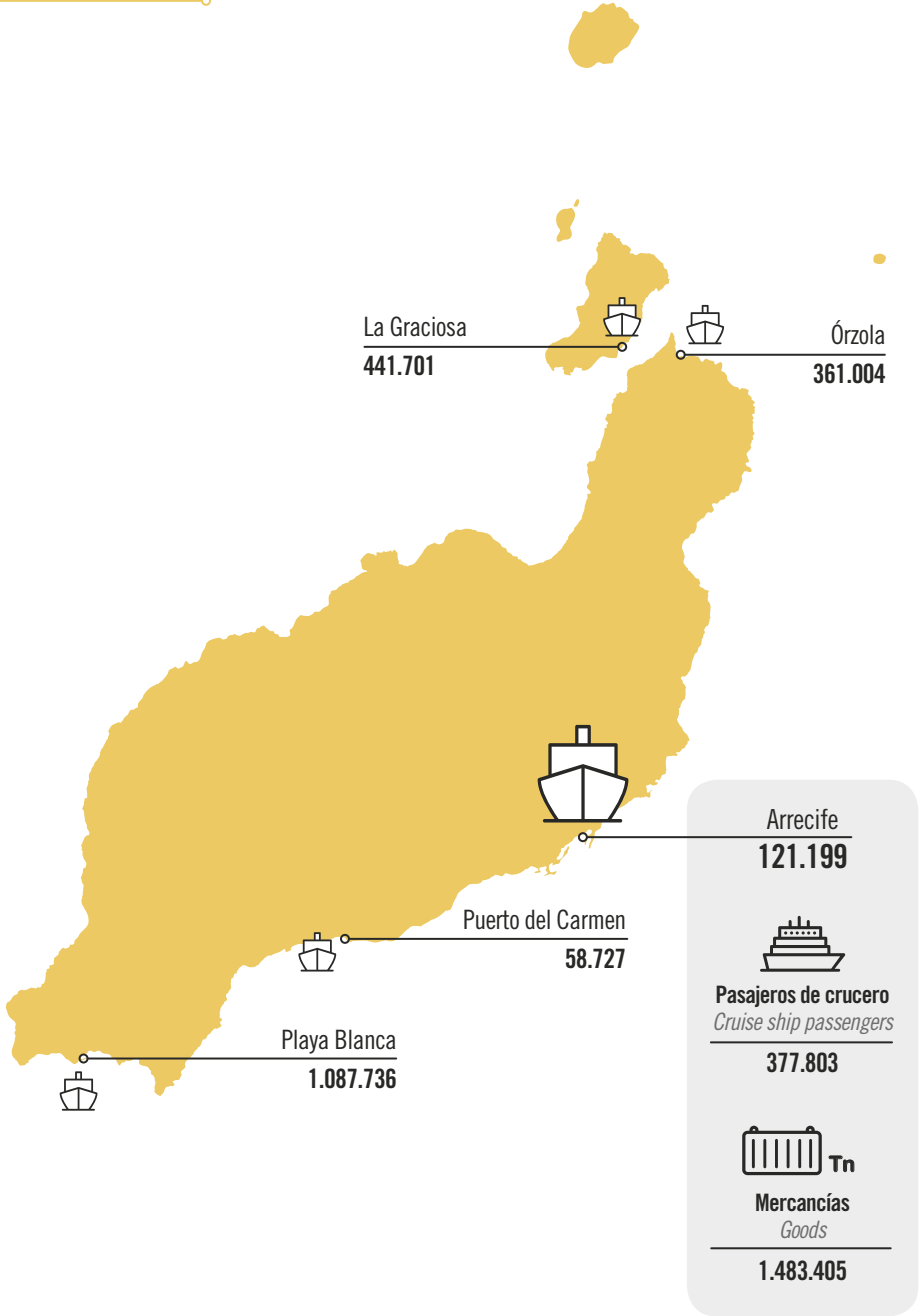 La Graciosa
441.701
Órzola
361.004
Arrecife
121.199
Puerto del Carmen
58.727
Pasajeros de crucero
Cruise ship passengers
377.803
Playa Blanca
1.087.736
Tn
Mercancías
Goods
1.483.405